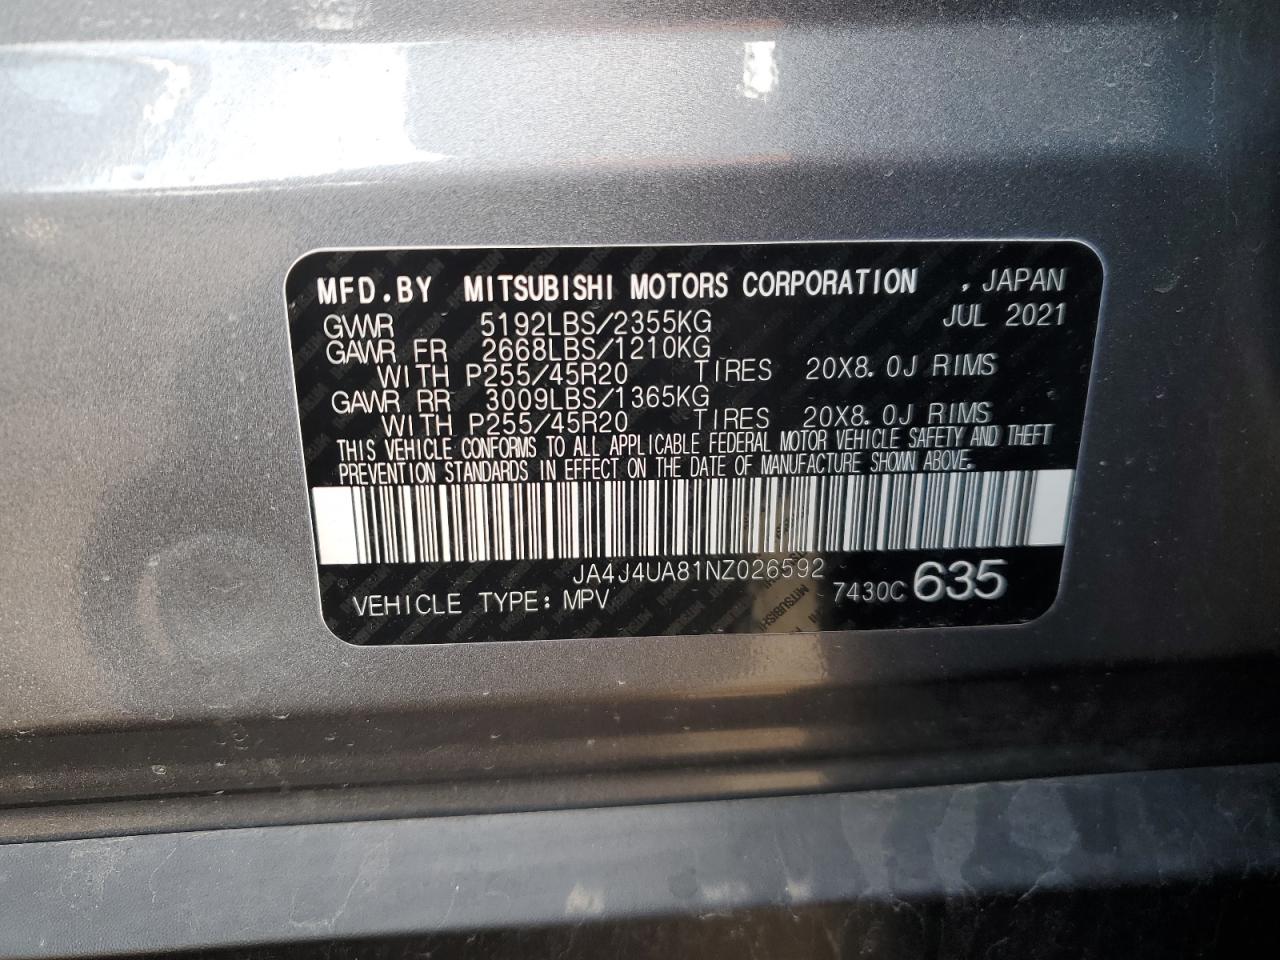 MFD.BY MITSUBISHI MOTORS CORPORATION , JAPAN
GVWR 5192LBS/2355KG JUL 2021
GAWR FR 2668LBS/1210KG
WITH P255/45R20 TIRES 20X8.0J RIMS
GAWR RR 3009LBS/1365KG
WITH P255/45R20 TIRES 20X8.0J RIMS
THIS VEHICLE CONFORMS TO ALL APPLICABLE FEDERAL MOTOR VEHICLE SAFETY AND THEFT
PREVENTION STANDARDS IN EFFECT ON THE DATE OF MANUFACTURE SHOWN ABOVE.
JA4J4UA81NZ026592
VEHICLE TYPE: MPV 7430C 635
MITSUBISHI